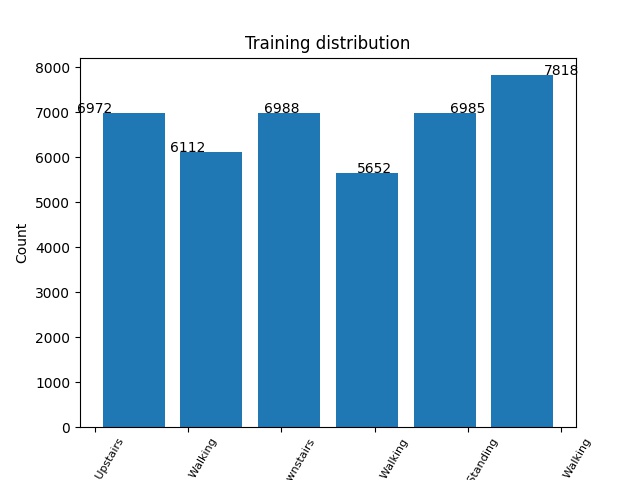 Training distribution
8000
7000
6000
5000
4000
3000
2000
1000
0
Count
6972
6112
6988
5652
6985
7818
Upstairs
Walking
wnstairs
Walking
Standing
Walking